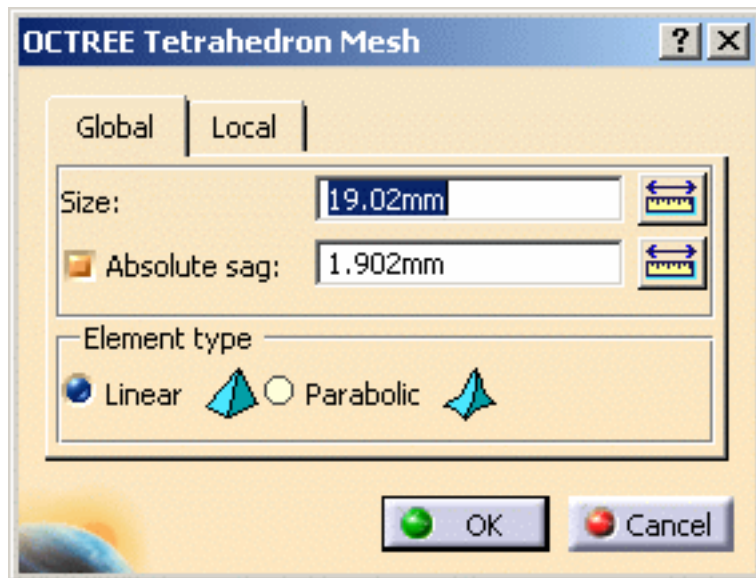 OCTREE Tetrahedron Mesh ? X
Global Local
Size: 19.02mm
Absolute sag: 1.902mm
Element type
Linear Parabolic
OK Cancel